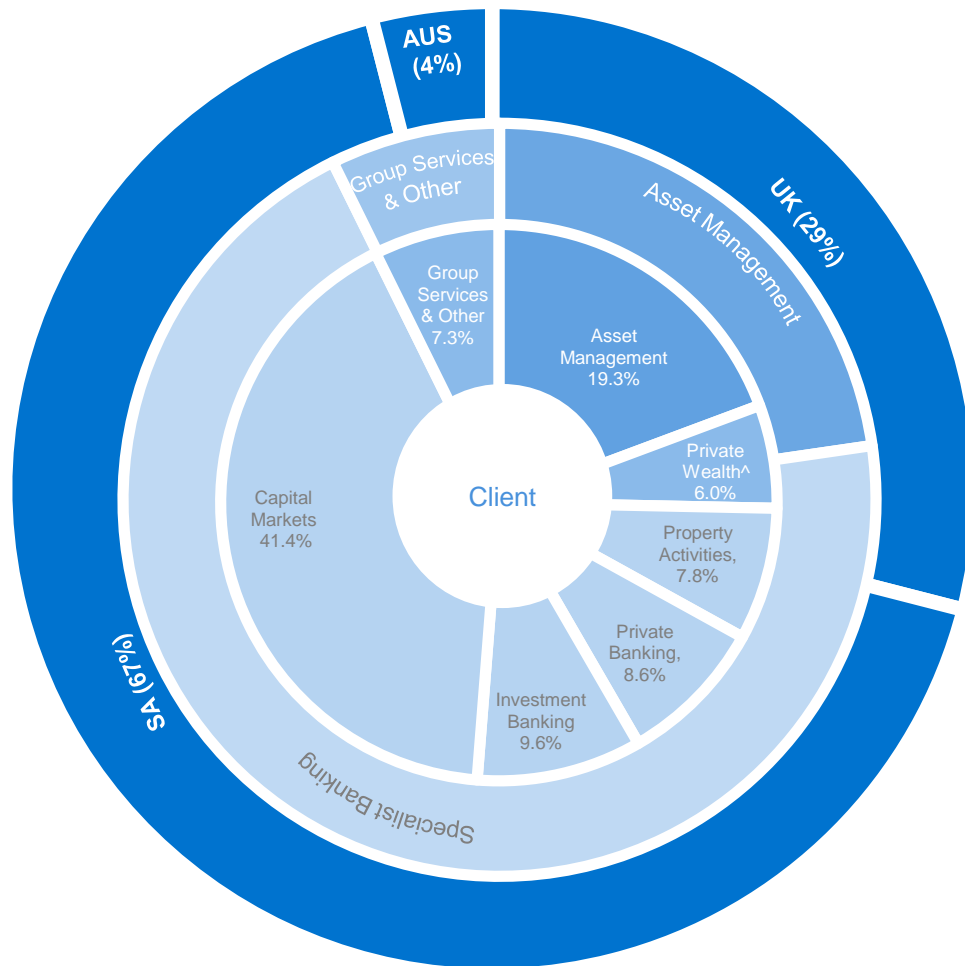 AUS
(4%)
UK (29%)
SA (67%)
Group Services
& Other
Asset Management
Specialist Banking
Group
Services
& Other
7.3%
Asset
Management
19.3%
Private
Wealth^
6.0%
Property
Activities,
7.8%
Private
Banking,
8.6%
Investment
Banking
9.6%
Capital
Markets
41.4%
Client